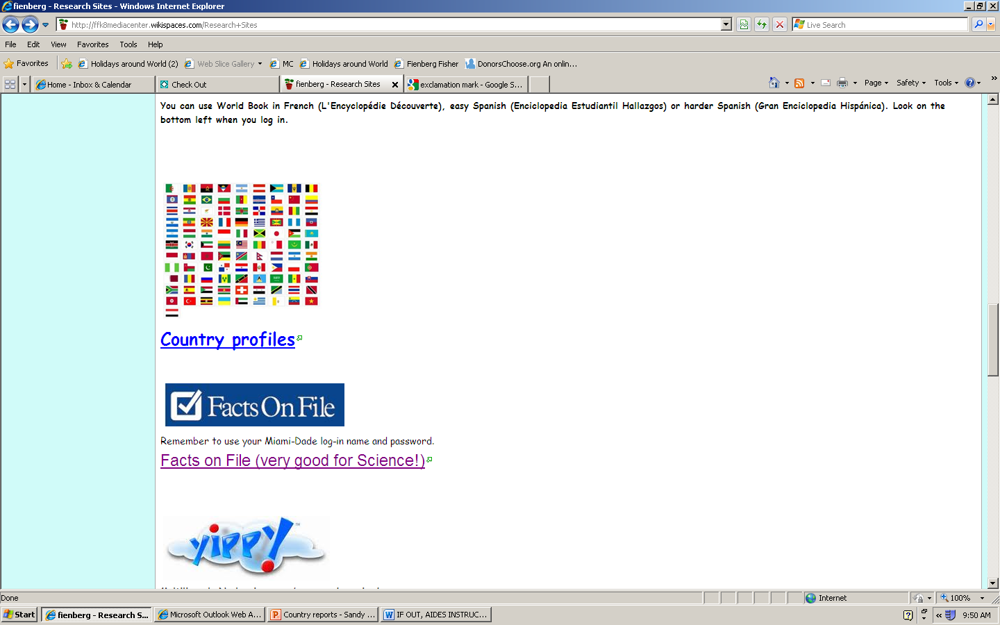 fienberg - Research Sites - Windows Internet Explorer
http://ffk8mediacenter.wikispaces.com/Research+Sites
Live Search
File Edit View Favorites Tools Help
Favorites Holidays around World (2) Web Slice Gallery MC Holidays around World Fienberg Fisher DonorsChoose.org An onlin...
Home - Inbox & Calendar Check Out fienberg - Research Sites exclamation mark - Google S... Page Safety Tools
You can use World Book in French (L'Encyclopédie Découverte), easy Spanish (Enciclopedia Estudiantil Hallazgos) or harder Spanish (Gran Enciclopedia Hispánica). Look on the
bottom left when you log in.
Country profiles
Facts On File
Remember to use your Miami-Dade log-in name and password.
Facts on File (very good for Science!)
yippy! TM
Done Internet 100%
Start fienberg - Research S... Microsoft Outlook Web A... Country reports - Sandy ... IF OUT, AIDES INSTRUC... 9:50 AM